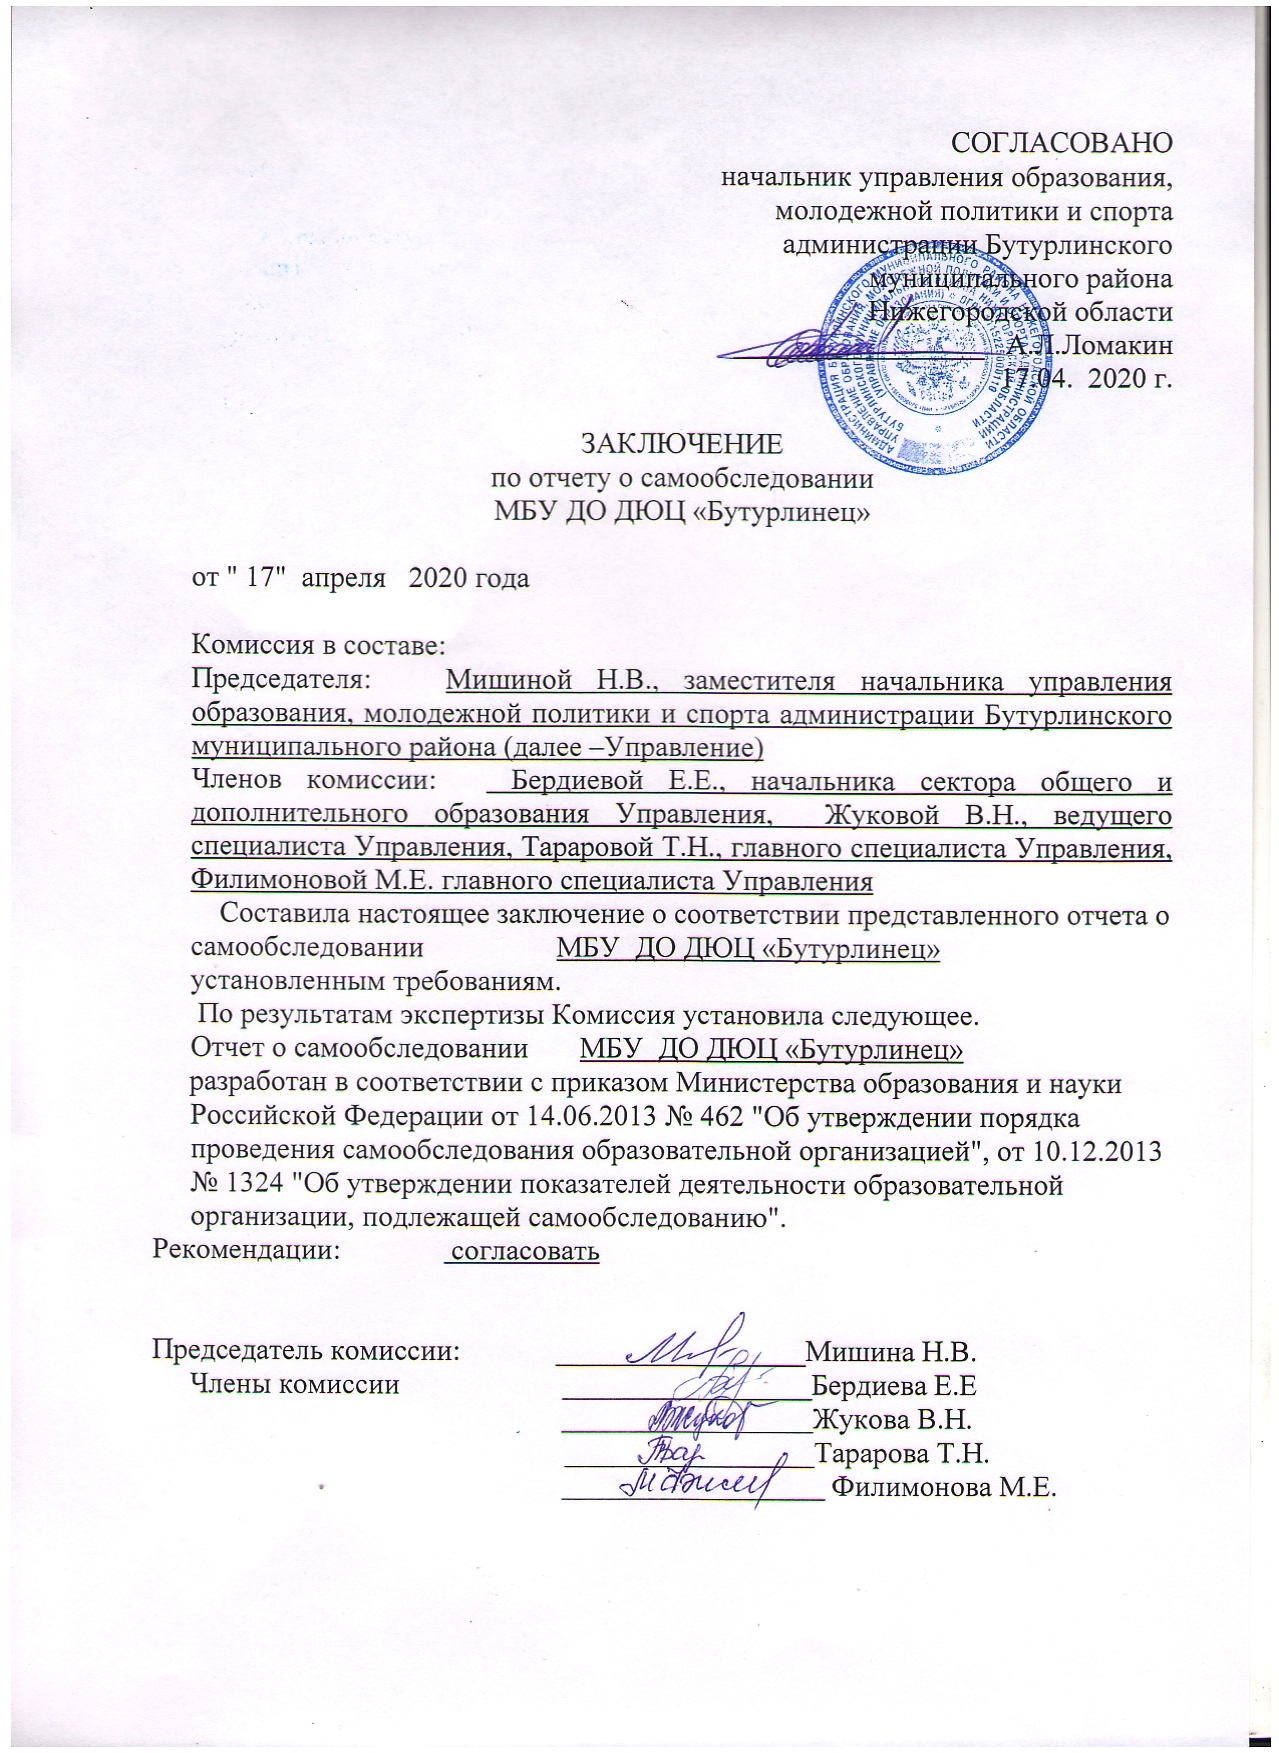 СОГЛАСОВАНО
начальник управления образования,
молодежной политики и спорта
администрации Бутурлинского
муниципального района
Нижегородской области
А.Л.Ломакин
17.04. 2020 г.
ЗАКЛЮЧЕНИЕ
по отчету о самообследовании
МБУ ДО ДЮЦ «Бутурлинец»
от " 17" апреля 2020 года
Комиссия в составе:
Председателя: Мишиной Н.В., заместителя начальника управления
образования, молодежной политики и спорта администрации Бутурлинского
муниципального района (далее –Управление)
Членов комиссии: Бердиевой Е.Е., начальника сектора общего и
дополнительного образования Управления, Жуковой В.Н., ведущего
специалиста Управления, Тараровой Т.Н., главного специалиста Управления,
Филимоновой М.Е. главного специалиста Управления
Составила настоящее заключение о соответствии представленного отчета о
самообследовании МБУ ДО ДЮЦ «Бутурлинец»
установленным требованиям.
По результатам экспертизы Комиссия установила следующее.
Отчет о самообследовании МБУ ДО ДЮЦ «Бутурлинец»
разработан в соответствии с приказом Министерства образования и науки
Российской Федерации от 14.06.2013 № 462 "Об утверждении порядка
проведения самообследования образовательной организацией", от 10.12.2013
№ 1324 "Об утверждении показателей деятельности образовательной
организации, подлежащей самообследованию".
Рекомендации: согласовать
Председатель комиссии: Мишина Н.В.
Члены комиссии Бердиева Е.Е
Жукова В.Н.
Тарарова Т.Н.
Филимонова М.Е.